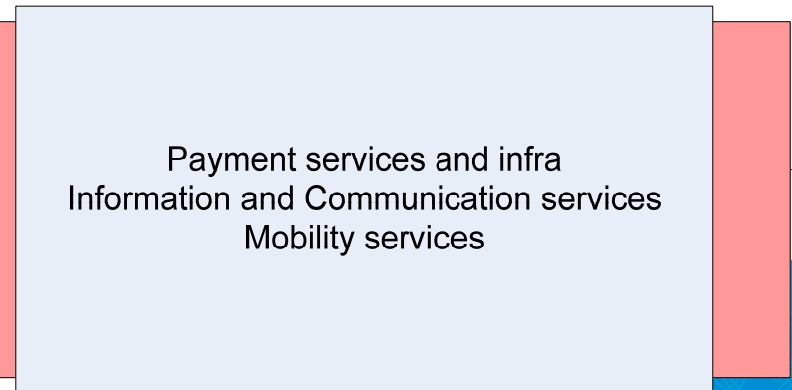 Payment services and infra
Information and Communication services
Mobility services